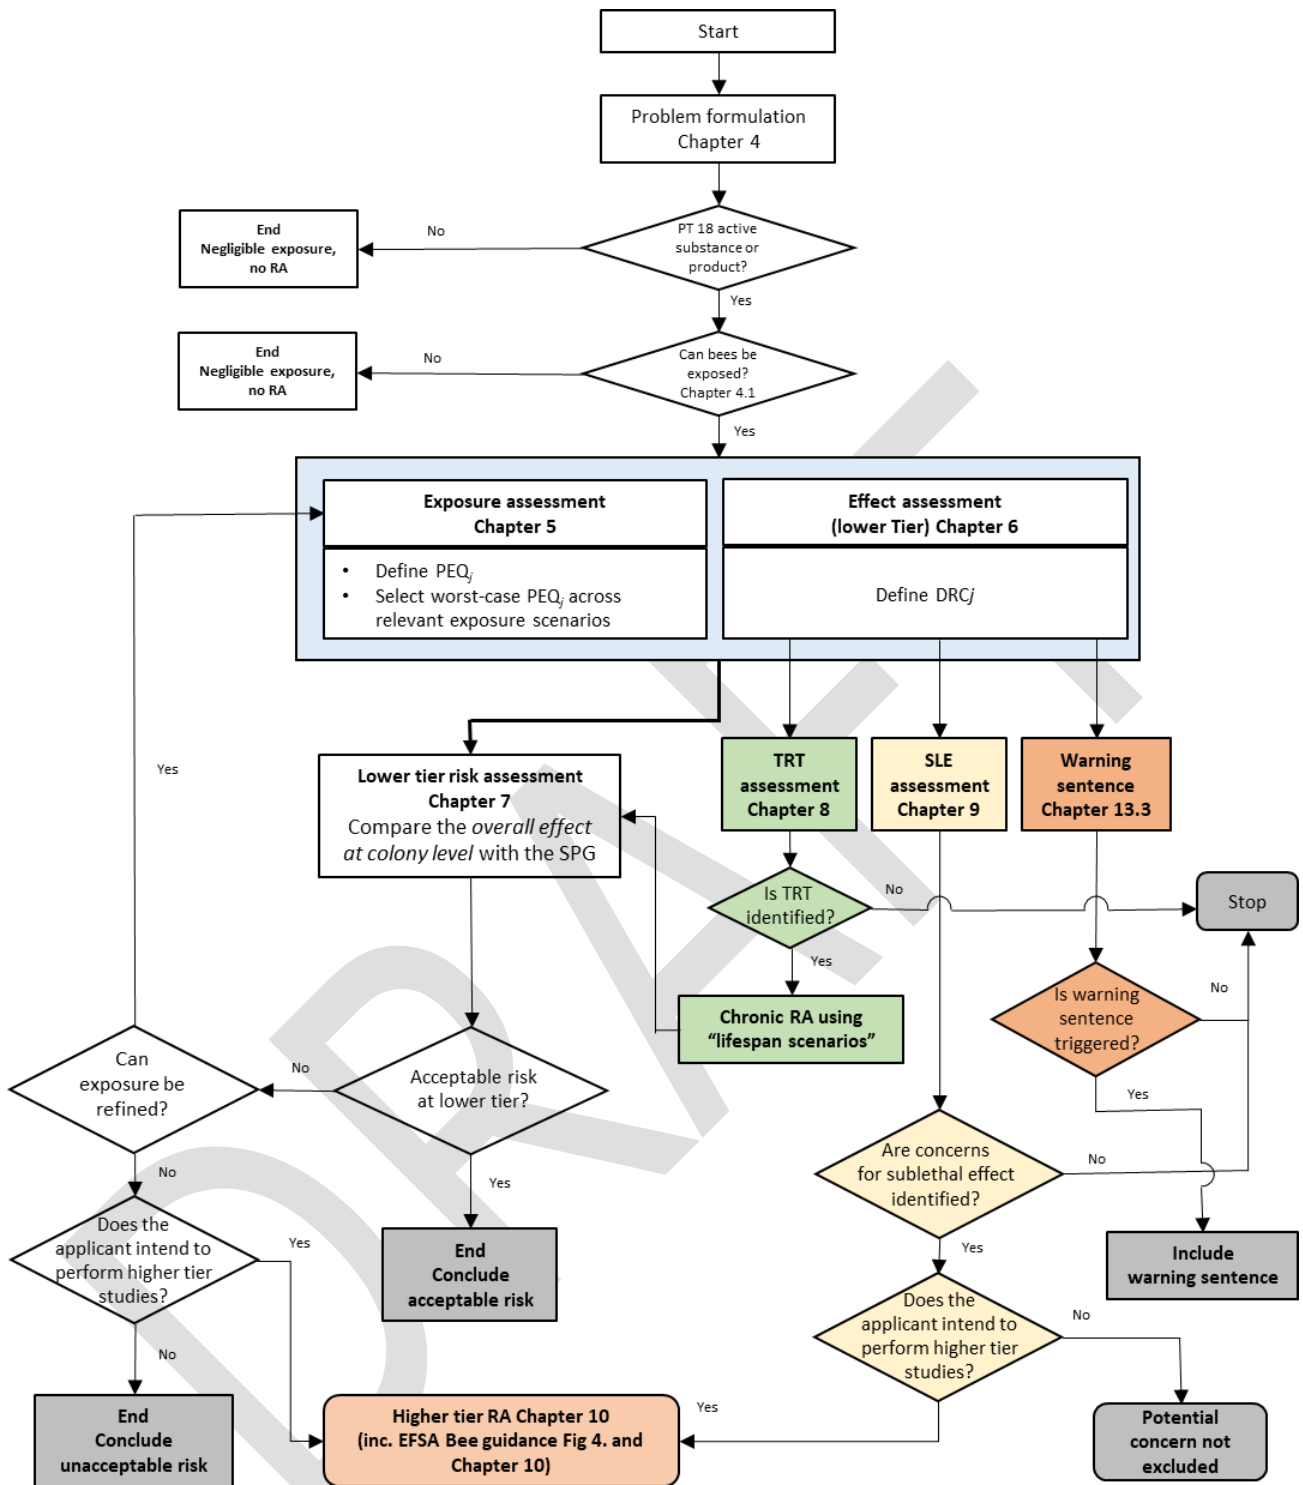 Start
Problem formulation
Chapter 4
PT 18 active
substance or
product?
No
End
Negligible exposure,
no RA
Yes
Can bees be
exposed?
Chapter 4.1
No
End
Negligible exposure,
no RA
Yes
Exposure assessment
Chapter 5
• Define PEQj
• Select worst-case PEQj across
relevant exposure scenarios
Effect assessment
(lower Tier) Chapter 6
Define DRCj
Yes
Lower tier risk assessment
Chapter 7
Compare the overall effect
at colony level with the SPG
TRT
assessment
Chapter 8
SLE
assessment
Chapter 9
Warning
sentence
Chapter 13.3
Is TRT
identified?
No
Stop
Yes
Chronic RA using
“lifespan scenarios”
Is warning
sentence
triggered?
No
Yes
Can
exposure be
refined?
No
Acceptable risk
at lower tier?
No
Yes
Are concerns
for sublethal effect
identified?
No
Yes
Does the
applicant intend to
perform higher tier
studies?
Yes
No
End
Conclude
acceptable risk
Include
warning sentence
Does the
applicant intend to
perform higher tier
studies?
No
Yes
End
Conclude
unacceptable risk
Higher tier RA Chapter 10
(inc. EFSA Bee guidance Fig 4. and
Chapter 10)
Potential
concern not
excluded
DRAFT